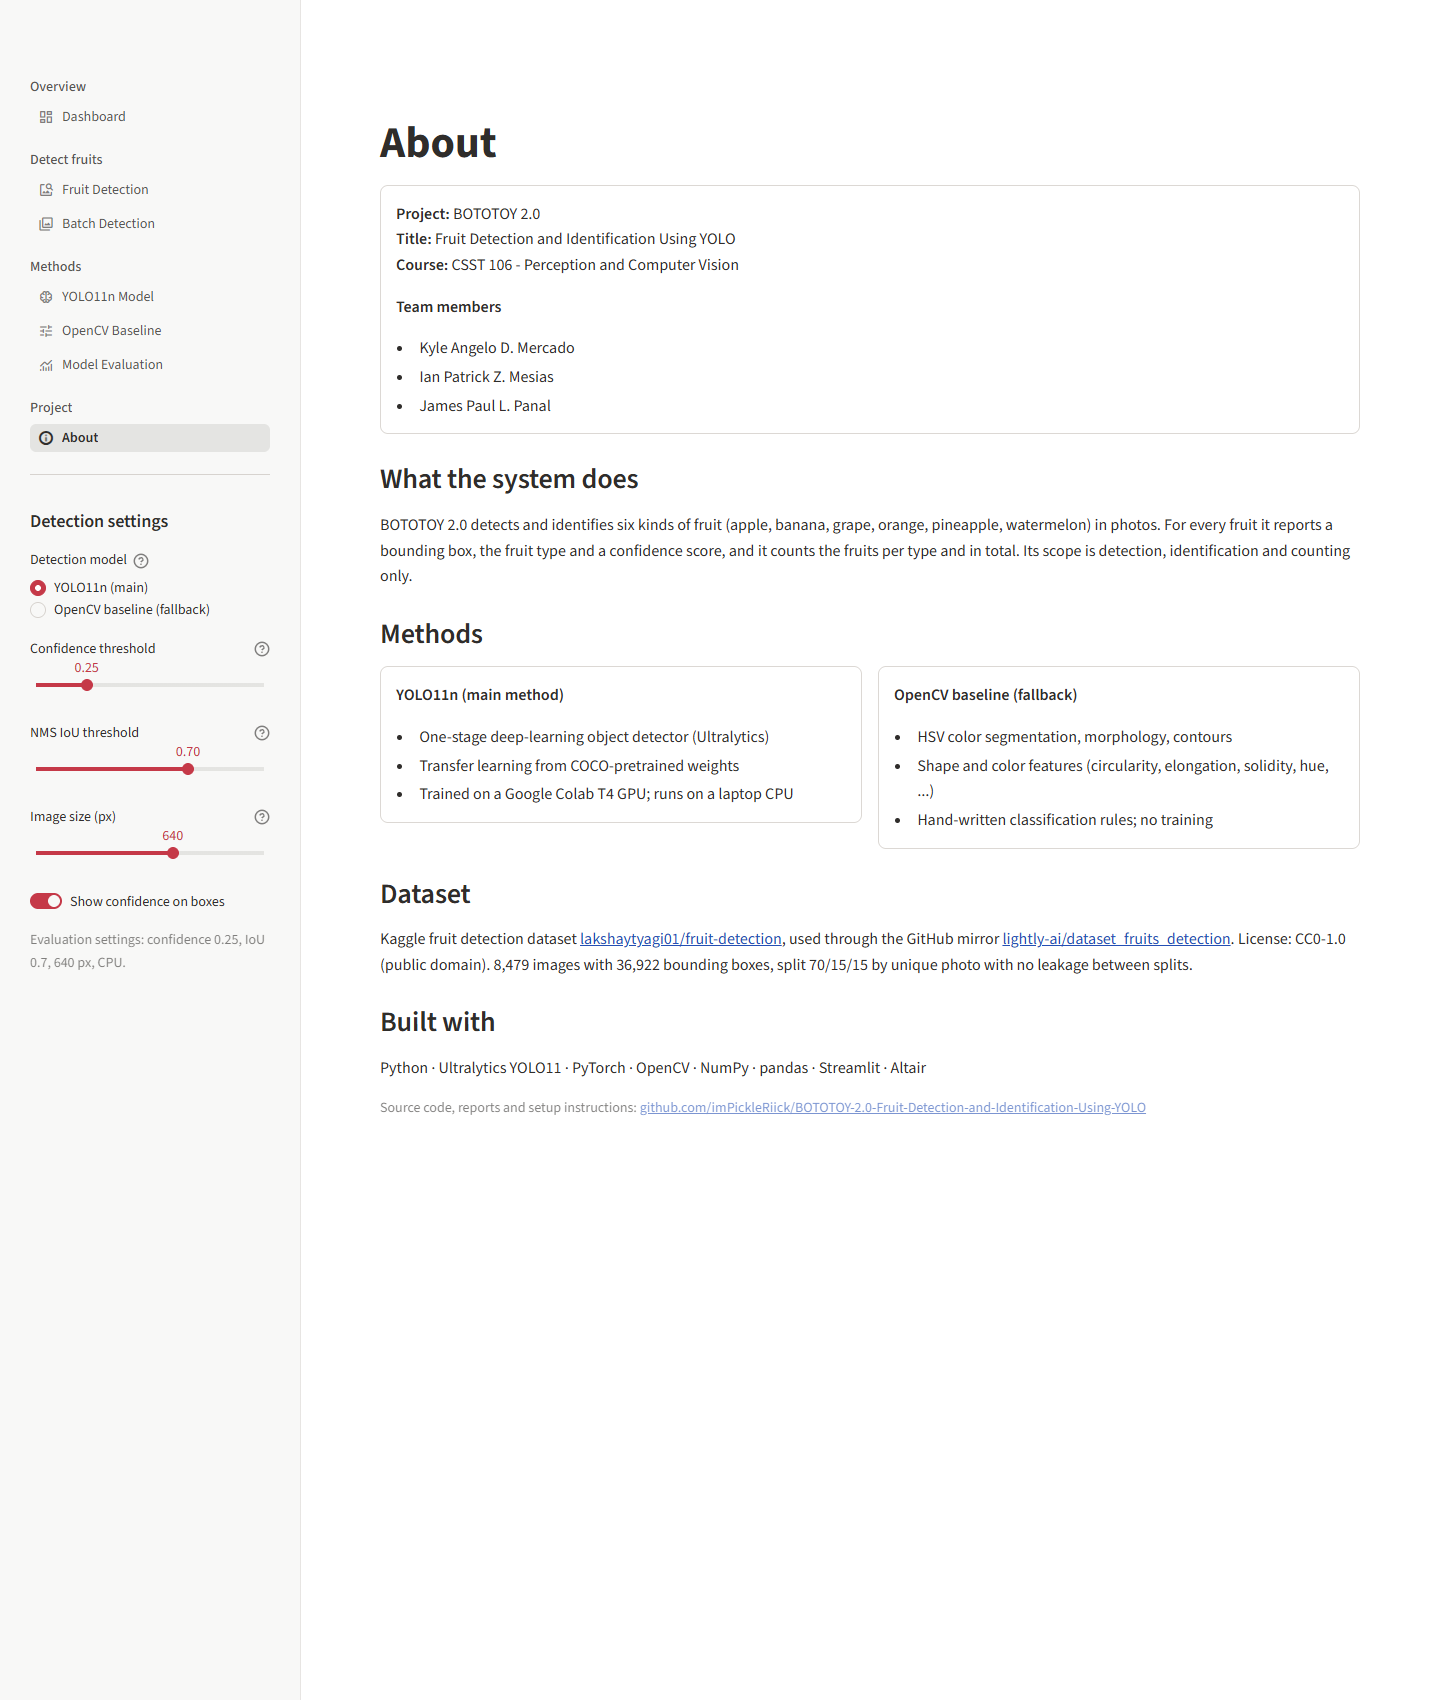 Overview
Dashboard
Detect fruits
Fruit Detection
Batch Detection
Methods
YOLO11n Model
OpenCV Baseline
Model Evaluation
Project
About
Detection settings
Detection model
YOLO11n (main)
OpenCV baseline (fallback)
Confidence threshold
0.25
NMS IoU threshold
0.70
Image size (px)
640
Show confidence on boxes
Evaluation settings: confidence 0.25, IoU
0.7, 640 px, CPU.
About
Project: BOTOTOY 2.0
Title: Fruit Detection and Identification Using YOLO
Course: CSST 106 - Perception and Computer Vision
Team members
• Kyle Angelo D. Mercado
• Ian Patrick Z. Mesias
• James Paul L. Panal
What the system does
BOTOTOY 2.0 detects and identifies six kinds of fruit (apple, banana, grape, orange, pineapple, watermelon) in photos. For every fruit it reports a
bounding box, the fruit type and a confidence score, and it counts the fruits per type and in total. Its scope is detection, identification and counting
only.
Methods
YOLO11n (main method)
• One-stage deep-learning object detector (Ultralytics)
• Transfer learning from COCO-pretrained weights
• Trained on a Google Colab T4 GPU; runs on a laptop CPU
OpenCV baseline (fallback)
• HSV color segmentation, morphology, contours
• Shape and color features (circularity, elongation, solidity, hue,
...)
• Hand-written classification rules; no training
Dataset
Kaggle fruit detection dataset lakshaytyagi01/fruit-detection, used through the GitHub mirror lightly-ai/dataset_fruits_detection. License: CC0-1.0
(public domain). 8,479 images with 36,922 bounding boxes, split 70/15/15 by unique photo with no leakage between splits.
Built with
Python · Ultralytics YOLO11 · PyTorch · OpenCV · NumPy · pandas · Streamlit · Altair
Source code, reports and setup instructions: github.com/imPickleRiick/BOTOTOY-2.0-Fruit-Detection-and-Identification-Using-YOLO